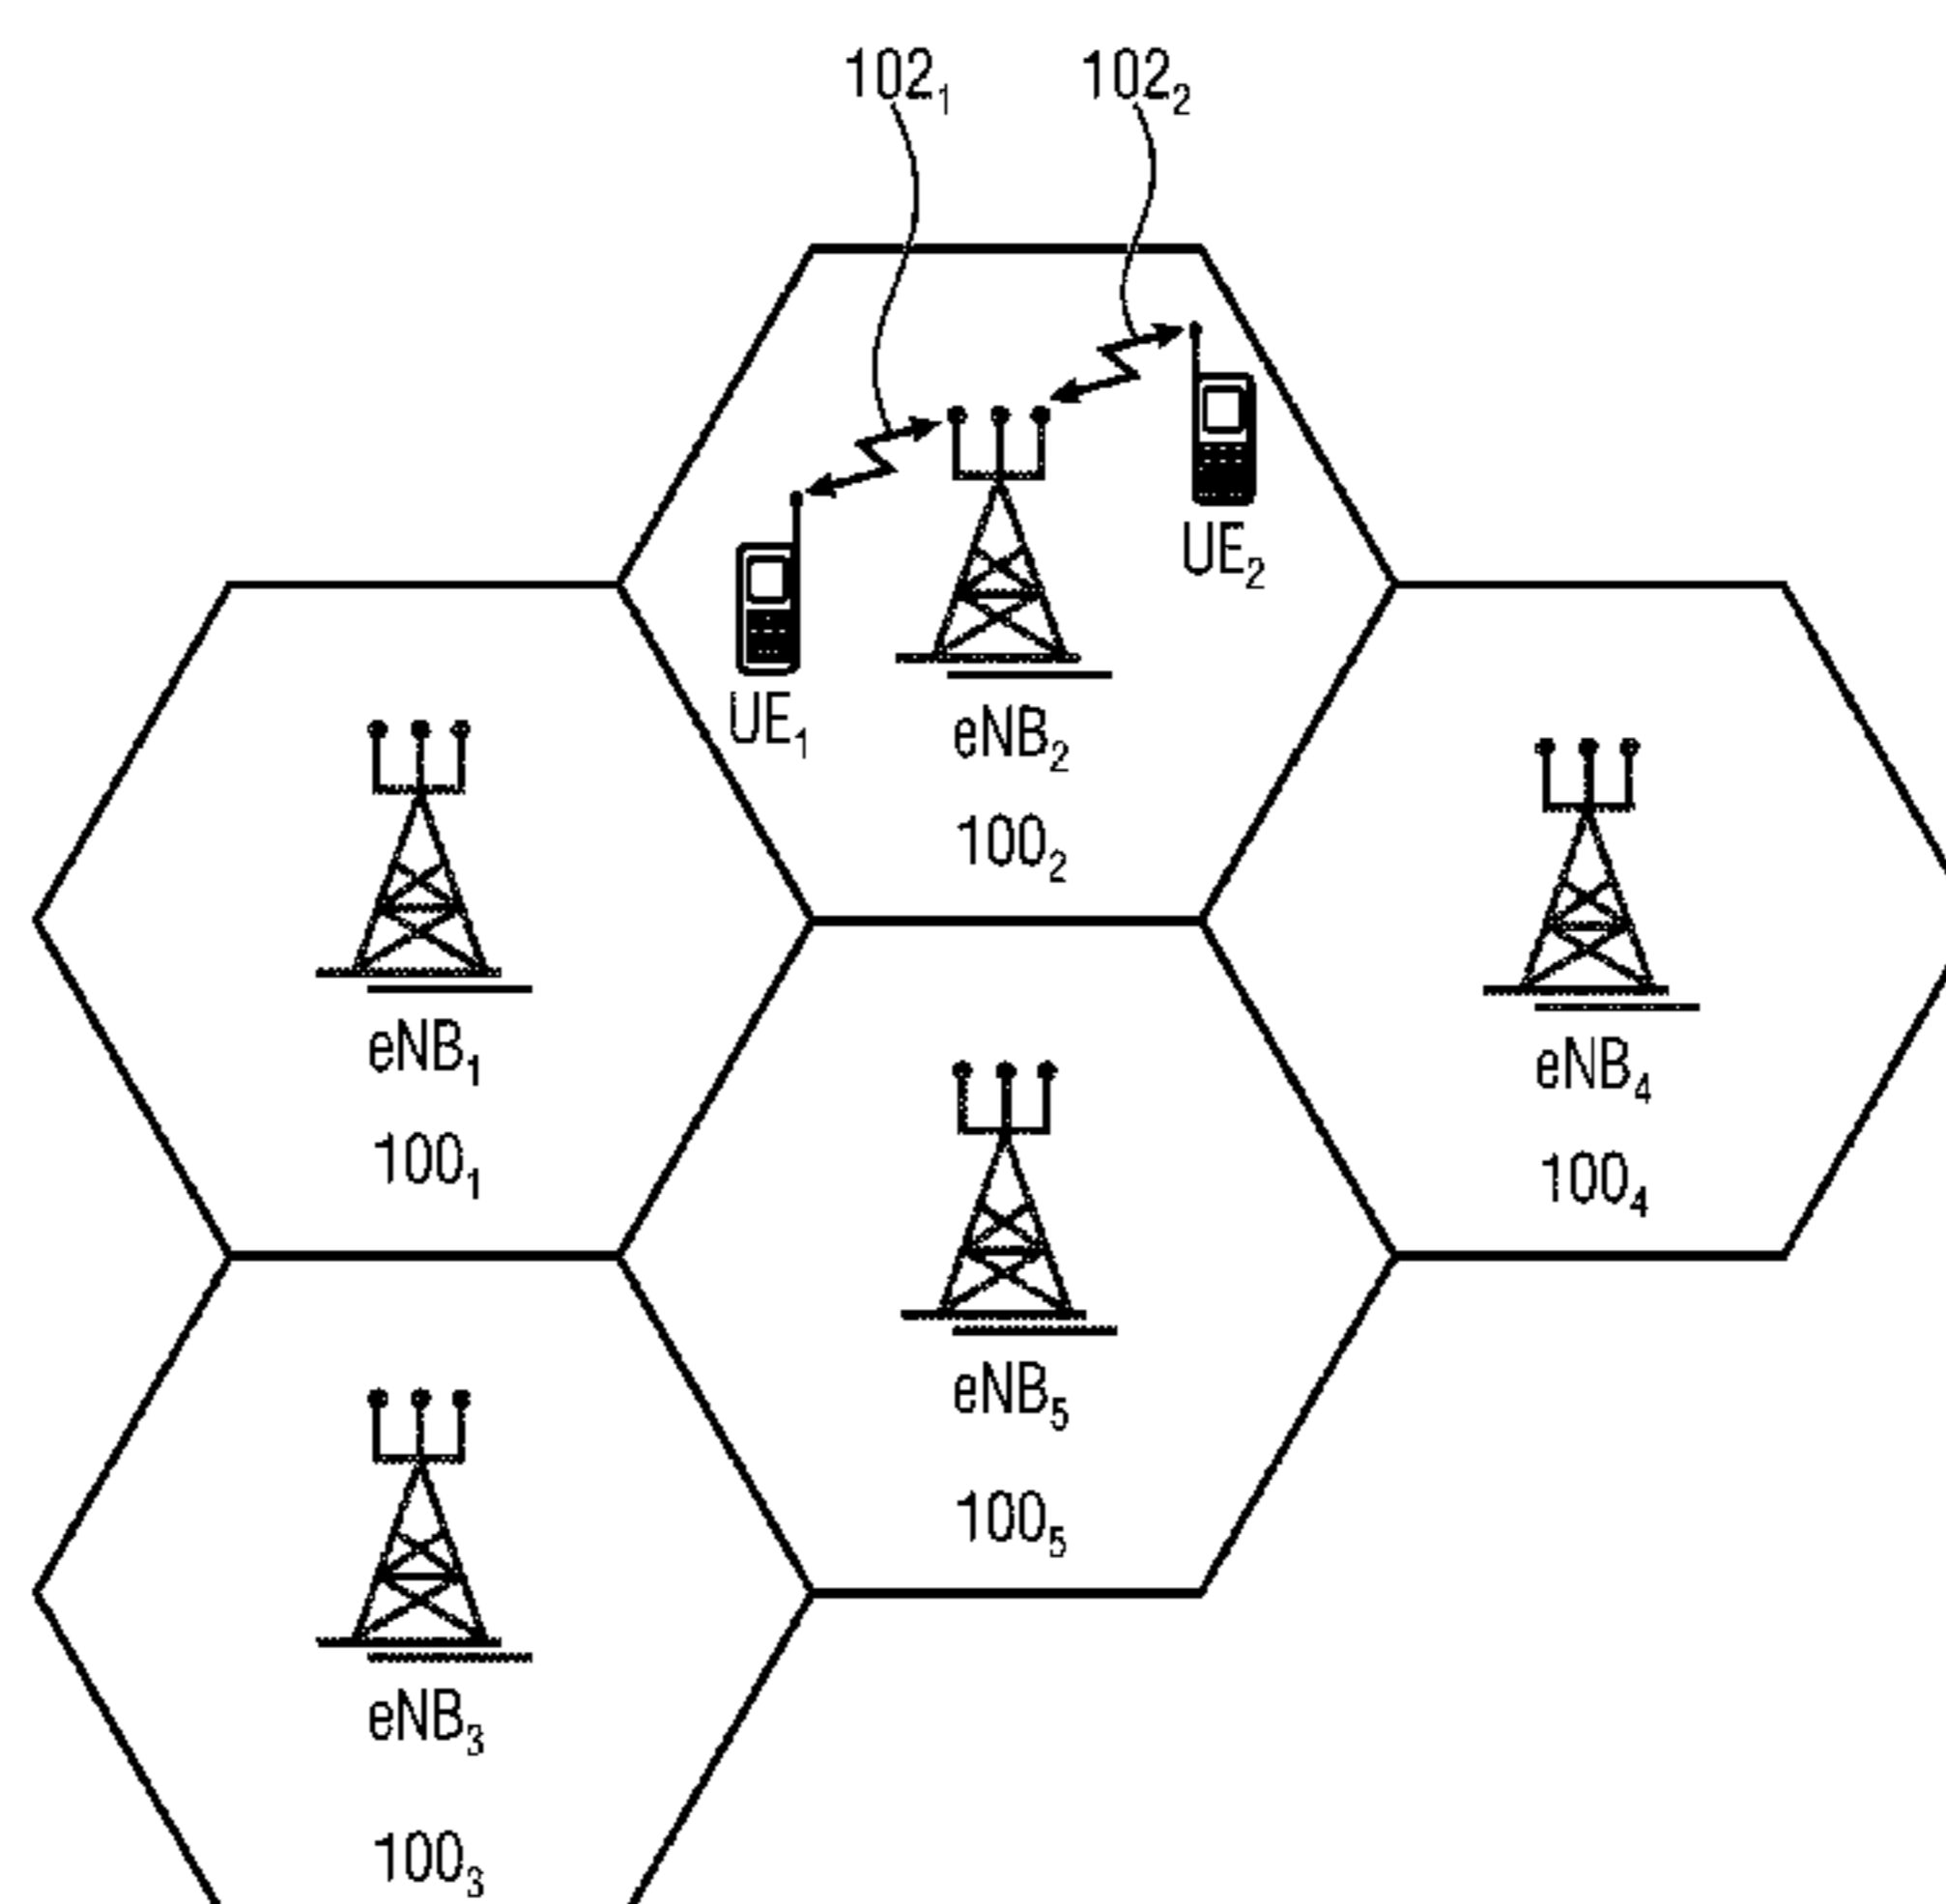 102₁ 102₂
UE₂
UE₁
eNB₂
100₂
eNB₁
100₁
eNB₄
100₄
eNB₅
100₅
eNB₃
100₃